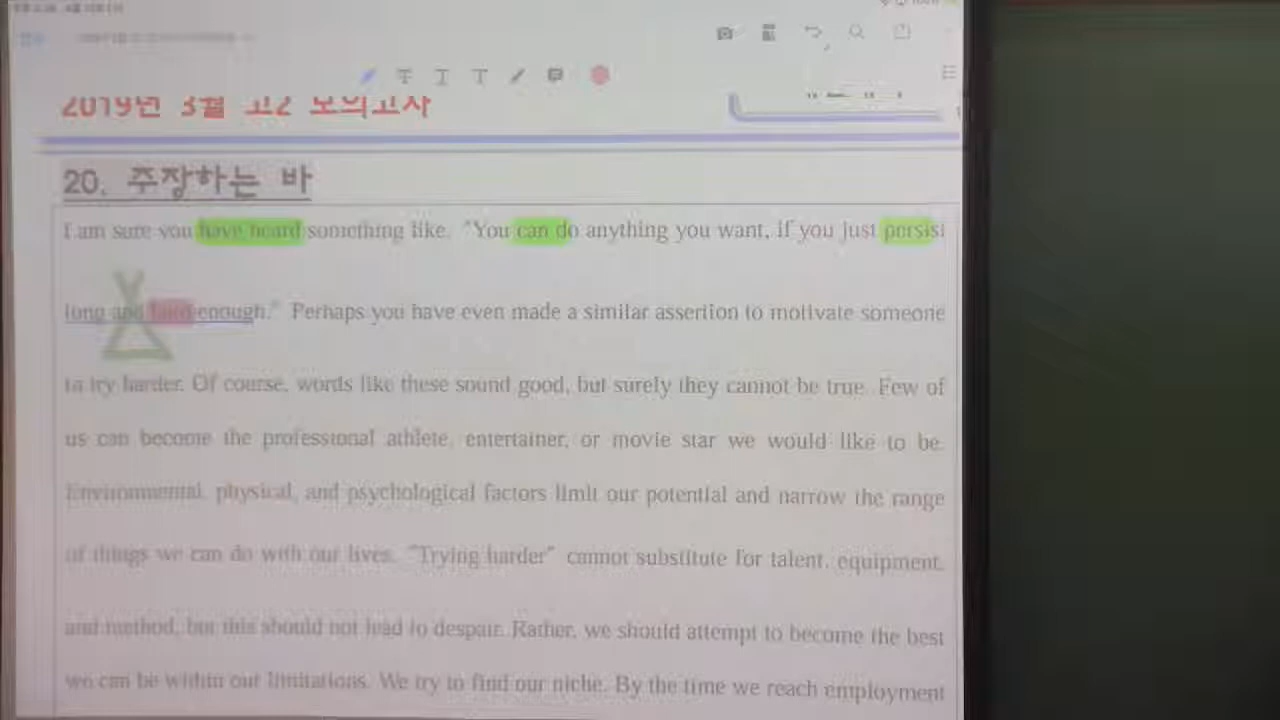 2019년 3월 고2 모의고사
20. 주장하는 바
I am sure you have heard something like, "You can do anything you want, if you just persist
long and hard enough." Perhaps you have even made a similar assertion to motivate someone
to try harder. Of course, words like these sound good, but surely they cannot be true. Few of
us can become the professional athlete, entertainer, or movie star we would like to be.
Environmental, physical, and psychological factors limit our potential and narrow the range
of things we can do with our lives. "Trying harder" cannot substitute for talent, equipment,
and method, but this should not lead to despair. Rather, we should attempt to become the best
we can be within our limitations. We try to find our niche. By the time we reach employment